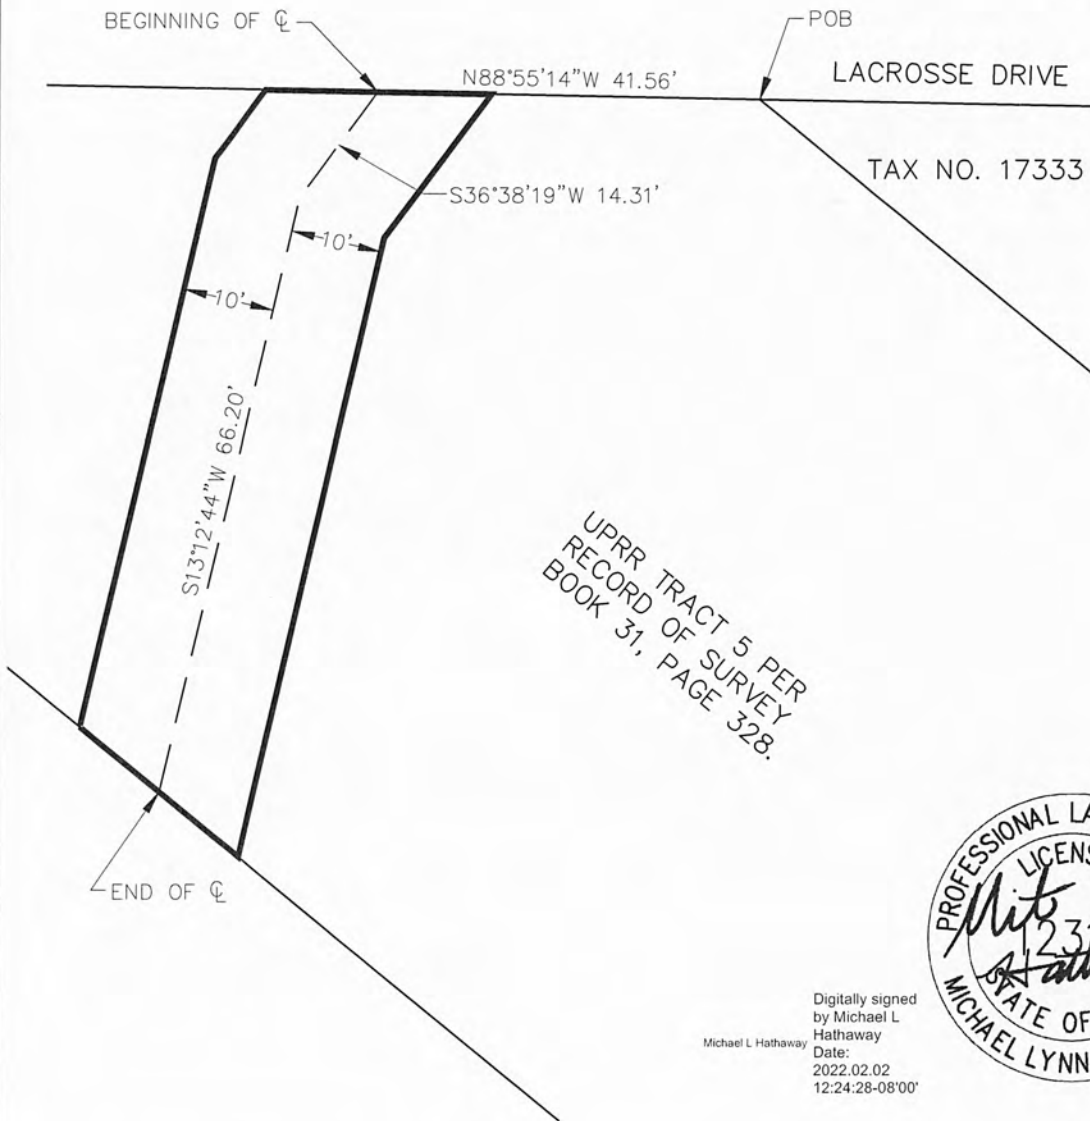 BEGINNING OF ℄
POB
N88°55'14"W 41.56'
LACROSSE DRIVE
TAX NO. 17333
S36°38'19"W 14.31'
10'
10'
S13°12'44"W 66.20'
UPRR TRACT 5 PER
RECORD OF SURVEY
BOOK 31, PAGE 328.
END OF ℄
PROFESSIONAL
STATE OF
MICHAEL LYNN
Michael L Hathaway
Digitally signed
by Michael L
Hathaway
Date:
2022.02.02
12:24:28-08'00'